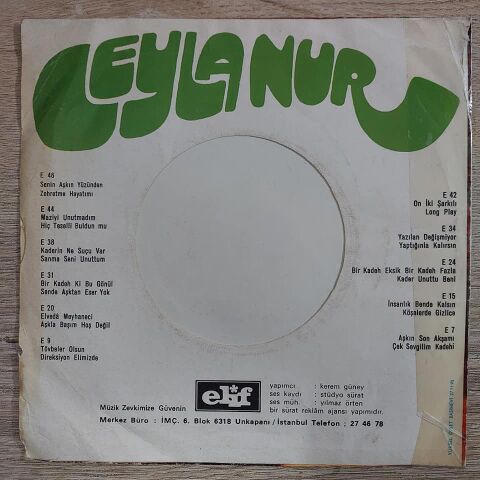 LEYLA NUR
E 46
Senin Aşkın Yüzünden
Zehretme Hayatımı
E 44
Maziyi Unutmadım
Hiç Teselli Buldun mu
E 38
Kaderin Ne Suçu Var
Sanma Seni Unuttum
E 31
Bir Kadeh Ki Bu Gönül
Sende Aşktan Eser Yok
E 20
Elvedâ Meyhaneci
Aşkla Başım Hoş Değil
E 9
Tövbeler Olsun
Direksiyon Elimizde
E 42
On İki Şarkılı
Long Play
E 34
Yazılan Değişmiyor
Yaptığınla Kalırsın
E 24
Bir Kadeh Eksik Bir Kadeh Fazla
Kader Unuttu Beni
E 15
İnsanlık Bende Kalsın
Köşelerde Gizlice
E 7
Aşkın Son Akşamı
Çek Sevgilim Kadehi
Müzik Zevkimize Güvenin
elif
yapımcı : kerem güney
ses kaydı : stüdyo sürat
ses müh. : yılmaz örten
bir sürat reklâm ajansı yapımıdır.
Merkez Büro : İMÇ. 6. Blok 6318 Unkapanı / İstanbul Telefon : 27 46 78